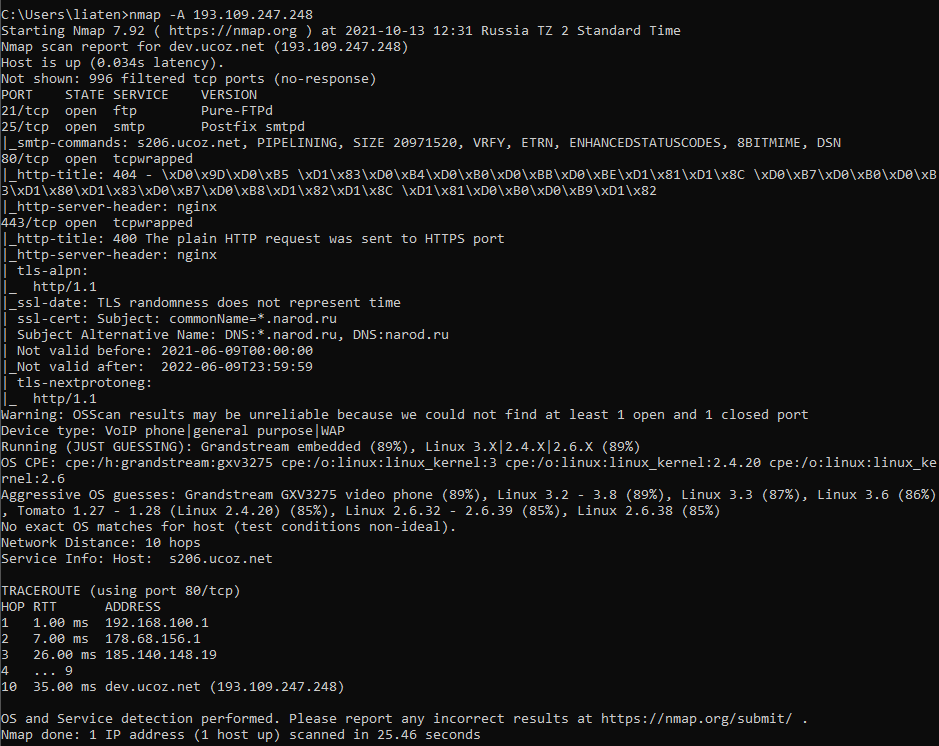 C:\Users\liaten>nmap -A 193.109.247.248
Starting Nmap 7.92 ( https://nmap.org ) at 2021-10-13 12:31 Russia TZ 2 Standard Time
Nmap scan report for dev.ucoz.net (193.109.247.248)
Host is up (0.034s latency).
Not shown: 996 filtered tcp ports (no-response)
PORT    STATE SERVICE    VERSION
21/tcp  open  ftp        Pure-FTPd
25/tcp  open  smtp       Postfix smtpd
|_smtp-commands: s206.ucoz.net, PIPELINING, SIZE 20971520, VRFY, ETRN, ENHANCEDSTATUSCODES, 8BITMIME, DSN
80/tcp  open  tcpwrapped
|_http-title: 404 - \xD0\x9D\xD0\xB5 \xD1\x83\xD0\xB4\xD0\xB0\xD0\xBB\xD0\xBE\xD1\x81\xD1\x8C \xD0\xB7\xD0\xB0\xD0\xB
3\xD1\x80\xD1\x83\xD0\xB7\xD0\xB8\xD1\x82\xD1\x8C \xD1\x81\xD0\xB0\xD0\xB9\xD1\x82
|_http-server-header: nginx
443/tcp open  tcpwrapped
|_http-title: 400 The plain HTTP request was sent to HTTPS port
|_http-server-header: nginx
| tls-alpn:
|_  http/1.1
|_ssl-date: TLS randomness does not represent time
| ssl-cert: Subject: commonName=*.narod.ru
| Subject Alternative Name: DNS:*.narod.ru, DNS:narod.ru
| Not valid before: 2021-06-09T00:00:00
|_Not valid after:  2022-06-09T23:59:59
| tls-nextprotoneg:
|_  http/1.1
Warning: OSScan results may be unreliable because we could not find at least 1 open and 1 closed port
Device type: VoIP phone|general purpose|WAP
Running (JUST GUESSING): Grandstream embedded (89%), Linux 3.X|2.4.X|2.6.X (89%)
OS CPE: cpe:/h:grandstream:gxv3275 cpe:/o:linux:linux_kernel:3 cpe:/o:linux:linux_kernel:2.4.20 cpe:/o:linux:linux_ke
rnel:2.6
Aggressive OS guesses: Grandstream GXV3275 video phone (89%), Linux 3.2 - 3.8 (89%), Linux 3.3 (87%), Linux 3.6 (86%)
, Tomato 1.27 - 1.28 (Linux 2.4.20) (85%), Linux 2.6.32 - 2.6.39 (85%), Linux 2.6.38 (85%)
No exact OS matches for host (test conditions non-ideal).
Network Distance: 10 hops
Service Info: Host:  s206.ucoz.net

TRACEROUTE (using port 80/tcp)
HOP RTT      ADDRESS
1   1.00 ms  192.168.100.1
2   7.00 ms  178.68.156.1
3   26.00 ms 185.140.148.19
4   ... 9
10  35.00 ms dev.ucoz.net (193.109.247.248)

OS and Service detection performed. Please report any incorrect results at https://nmap.org/submit/ .
Nmap done: 1 IP address (1 host up) scanned in 25.46 seconds